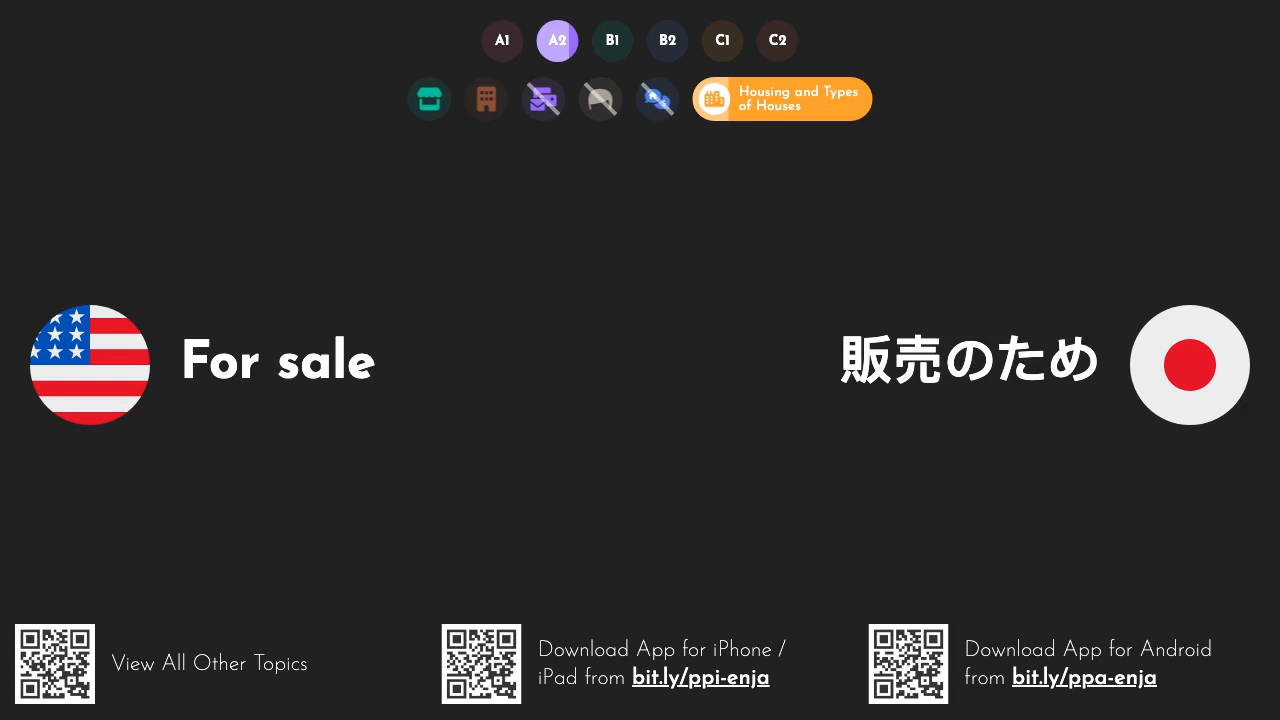 A1 A2 B1 B2 C1 C2
Housing and Types
of Houses
For sale
販売のため
View All Other Topics
Download App for iPhone /
iPad from bit.ly/ppi-enja
Download App for Android
from bit.ly/ppa-enja